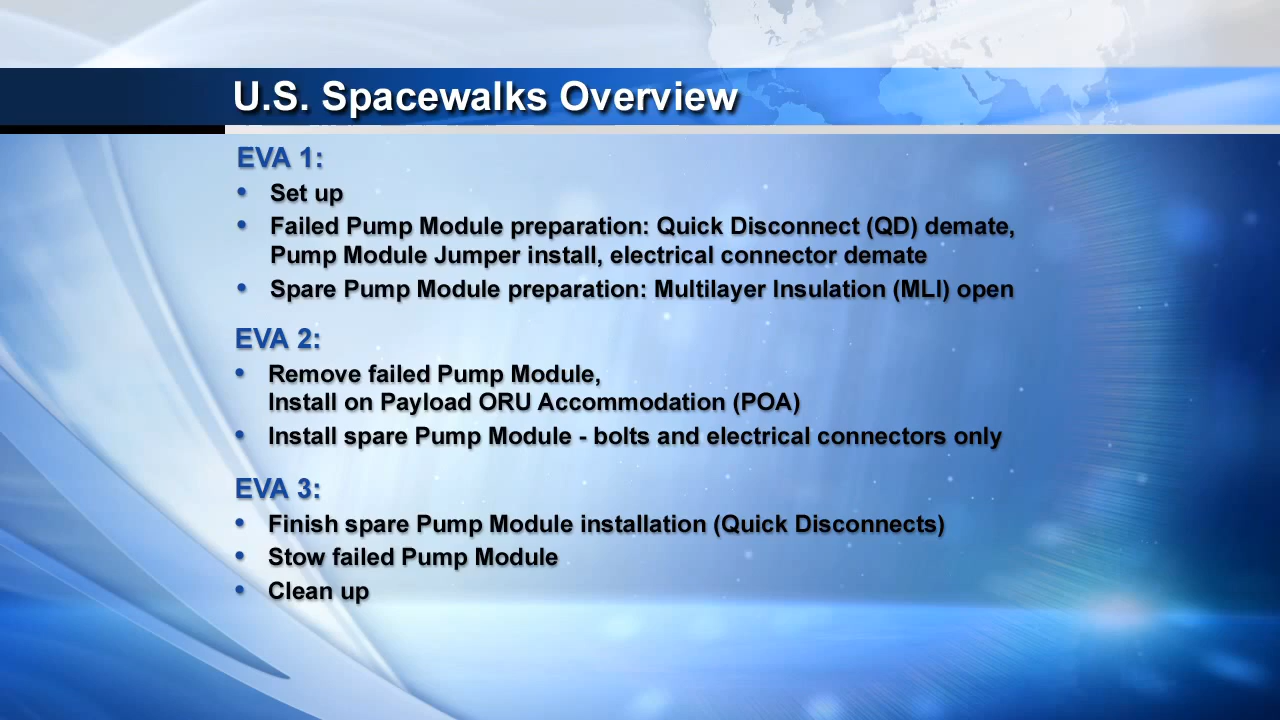 U.S. Spacewalks Overview
EVA 1:
• Set up
• Failed Pump Module preparation: Quick Disconnect (QD) demate,
Pump Module Jumper install, electrical connector demate
• Spare Pump Module preparation: Multilayer Insulation (MLI) open
EVA 2:
• Remove failed Pump Module,
Install on Payload ORU Accommodation (POA)
• Install spare Pump Module - bolts and electrical connectors only
EVA 3:
• Finish spare Pump Module installation (Quick Disconnects)
• Stow failed Pump Module
• Clean up